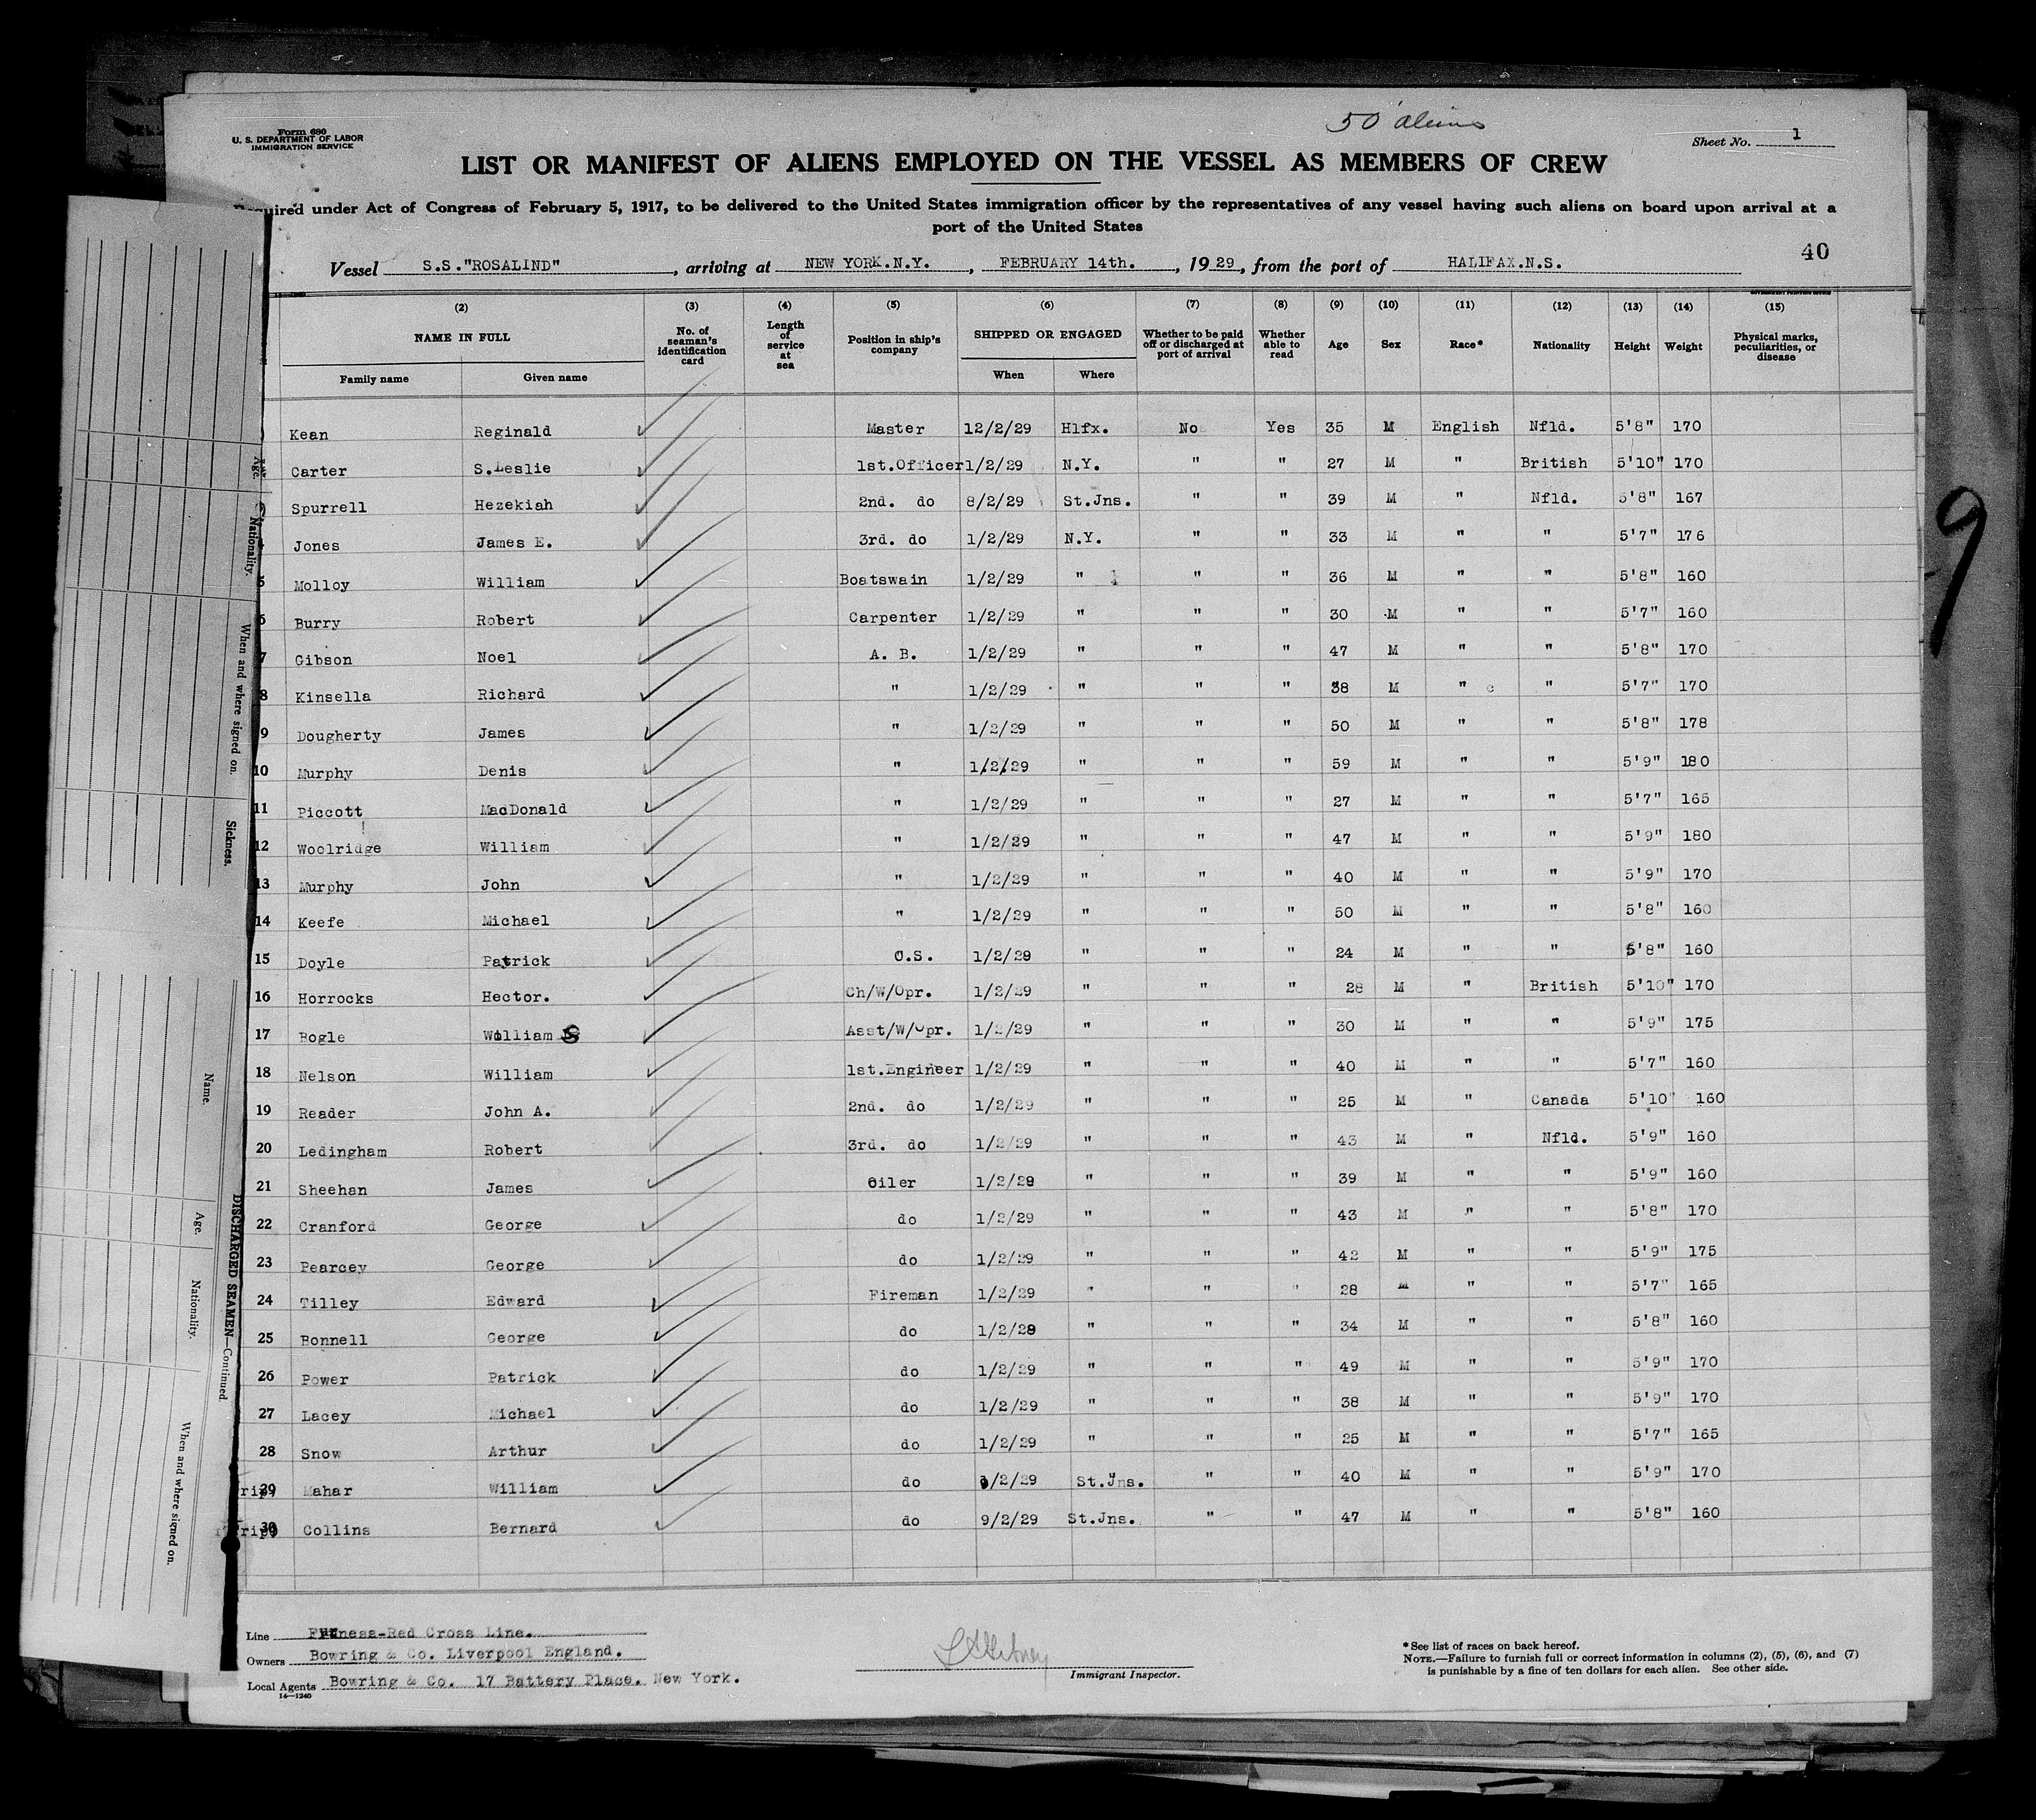 50 aliens
Form 680
U. S. DEPARTMENT OF LABOR
IMMIGRATION SERVICE
Sheet No. 1
LIST OR MANIFEST OF ALIENS EMPLOYED ON THE VESSEL AS MEMBERS OF CREW
Required under Act of Congress of February 5, 1917, to be delivered to the United States immigration officer by the representatives of any vessel having such aliens on board upon arrival at a
port of the United States
40
Vessel S.S."ROSALIND", arriving at NEW YORK.N.Y., FEBRUARY 14th., 1929, from the port of HALIFAX.N.S.
(2) (3) (4) (5) (6) (7) (8) (9) (10) (11) (12) (13) (14) (15)
NAME IN FULL
Family name Given name
No. of seaman's identification card
Length of service at sea
Position in ship's company
SHIPPED OR ENGAGED
When Where
Whether to be paid off or discharged at port of arrival
Whether able to read
Age Sex Race* Nationality Height Weight
Physical marks, peculiarities, or disease
Kean Reginald Master 12/2/29 Hlfx. No Yes 35 M English Nfld. 5'8" 170
Carter S.Leslie 1st.Officer 1/2/29 N.Y. " " 27 M " British 5'10" 170
Spurrell Hezekiah 2nd. do 8/2/29 St.Jns. " " 39 M " Nfld. 5'8" 167
Jones James E. 3rd. do 1/2/29 N.Y. " " 33 M " " 5'7" 176
5 Molloy William Boatswain 1/2/29 " " " 36 M " " 5'8" 160
6 Burry Robert Carpenter 1/2/29 " " " 30 M " " 5'7" 160
7 Gibson Noel A. B. 1/2/29 " " " 47 M " " 5'8" 170
8 Kinsella Richard " 1/2/29 " " " 38 M " " 5'7" 170
9 Dougherty James " 1/2/29 " " " 50 M " " 5'8" 178
10 Murphy Denis " 1/2/29 " " " 59 M " " 5'9" 180
11 Piccott MacDonald " 1/2/29 " " " 27 M " " 5'7" 165
12 Woolridge William " 1/2/29 " " " 47 M " " 5'9" 180
13 Murphy John " 1/2/29 " " " 40 M " " 5'9" 170
14 Keefe Michael " 1/2/29 " " " 50 M " " 5'8" 160
15 Doyle Patrick O.S. 1/2/29 " " " 24 M " " 5'8" 160
16 Horrocks Hector. Ch/W/Opr. 1/2/29 " " " 28 M " British 5'10" 170
17 Bogle William S Asst/W/Opr. 1/2/29 " " " 30 M " " 5'9" 175
18 Nelson William 1st.Engineer 1/2/29 " " " 40 M " " 5'7" 160
19 Reader John A. 2nd. do 1/2/29 " " " 25 M " Canada 5'10" 160
20 Ledingham Robert 3rd. do 1/2/29 " " " 43 M " Nfld. 5'9" 160
21 Sheehan James Oiler 1/2/29 " " " 39 M " " 5'9" 160
22 Cranford George do 1/2/29 " " " 43 M " " 5'8" 170
23 Pearcey George do 1/2/29 " " " 42 M " " 5'9" 175
24 Tilley Edward Fireman 1/2/29 " " " 28 M " " 5'7" 165
25 Bonnell George do 1/2/29 " " " 34 M " " 5'8" 160
26 Power Patrick do 1/2/29 " " " 49 M " " 5'9" 170
27 Lacey Michael do 1/2/29 " " " 38 M " " 5'9" 170
28 Snow Arthur do 1/2/29 " " " 25 M " " 5'7" 165
29 Mahar William do /2/29 St.Jns. " " 40 M " " 5'9" 170
30 Collins Bernard do 9/2/29 St.Jns. " " 47 M " " 5'8" 160
Line Furness-Red Cross Line.
Owners Bowring & Co. Liverpool England.
Local Agents Bowring & Co. 17 Battery Place. New York.
14—1240
Immigrant Inspector.
*See list of races on back hereof.
NOTE.—Failure to furnish full or correct information in columns (2), (5), (6), and (7)
is punishable by a fine of ten dollars for each alien. See other side.
9
Age.
Nationality.
When and where signed on.
Sickness.
DISCHARGED SEAMEN—Continued.
Name.
Age.
Nationality.
When and where signed on.